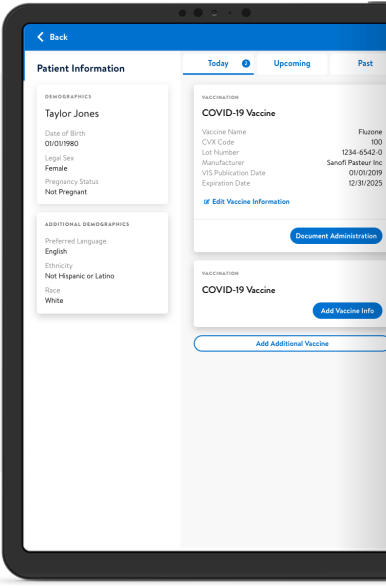 Back
Patient Information
Today 2 Upcoming Past
DEMOGRAPHICS
Taylor Jones
Date of Birth
01/01/1980
Legal Sex
Female
Pregnancy Status
Not Pregnant
ADDITIONAL DEMOGRAPHICS
Preferred Language
English
Ethnicity
Not Hispanic or Latino
Race
White
VACCINATION
COVID-19 Vaccine
Vaccine Name Fluzone
CVX Code 100
Lot Number 1234-6542-0
Manufacturer Sanofi Pasteur Inc
VIS Publication Date 01/01/2019
Expiration Date 12/31/2025
Edit Vaccine Information
Document Administration
VACCINATION
COVID-19 Vaccine
Add Vaccine Info
Add Additional Vaccine